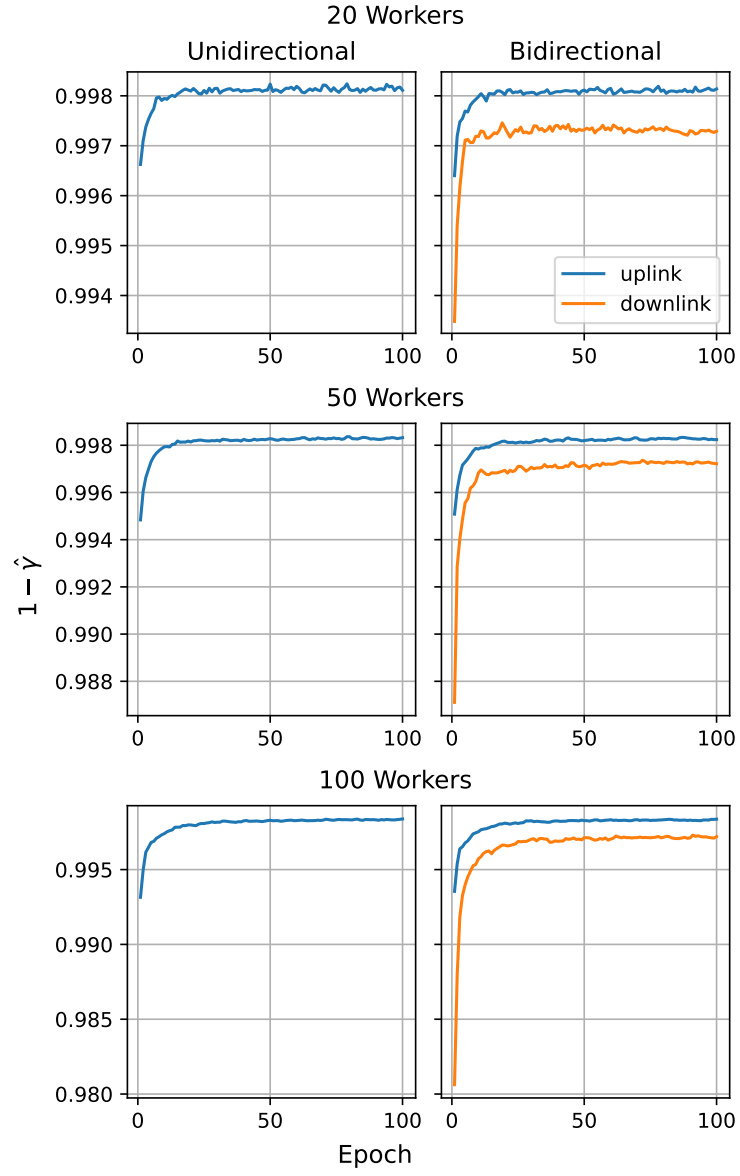 20 Workers
Unidirectional Bidirectional
0.998
0.997
0.996
0.995
0.994
uplink
downlink
0 50 100 0 50 100
50 Workers
0.998
0.996
0.994
0.992
0.990
0.988
1 − γ̂
0 50 100 0 50 100
100 Workers
0.995
0.990
0.985
0.980
0 50 100 0 50 100
Epoch